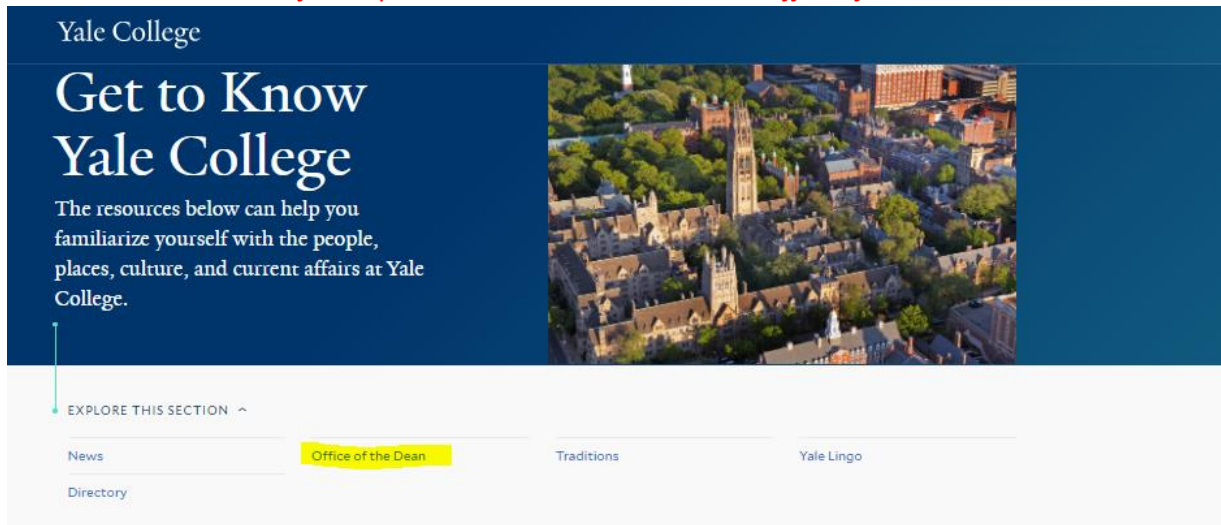 Yale College
Get to Know
Yale College
The resources below can help you
familiarize yourself with the people,
places, culture, and current affairs at Yale
College.
EXPLORE THIS SECTION
News
Office of the Dean
Traditions
Yale Lingo
Directory